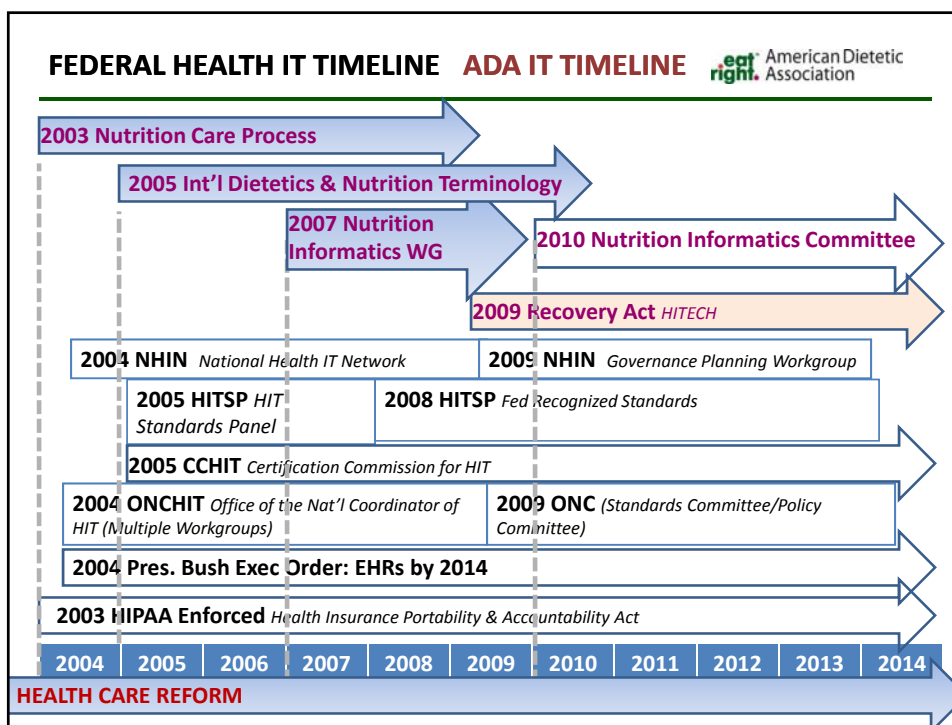 FEDERAL HEALTH IT TIMELINE ADA IT TIMELINE
eat right. American Dietetic Association
2003 Nutrition Care Process
2005 Int'l Dietetics & Nutrition Terminology
2007 Nutrition
Informatics WG
2010 Nutrition Informatics Committee
2009 Recovery Act HITECH
2004 NHIN National Health IT Network
2009 NHIN Governance Planning Workgroup
2005 HITSP HIT
Standards Panel
2008 HITSP Fed Recognized Standards
2005 CCHIT Certification Commission for HIT
2004 ONCHIT Office of the Nat'l Coordinator of
HIT (Multiple Workgroups)
2009 ONC (Standards Committee/Policy
Committee)
2004 Pres. Bush Exec Order: EHRs by 2014
2003 HIPAA Enforced Health Insurance Portability & Accountability Act
2004 2005 2006 2007 2008 2009 2010 2011 2012 2013 2014
HEALTH CARE REFORM